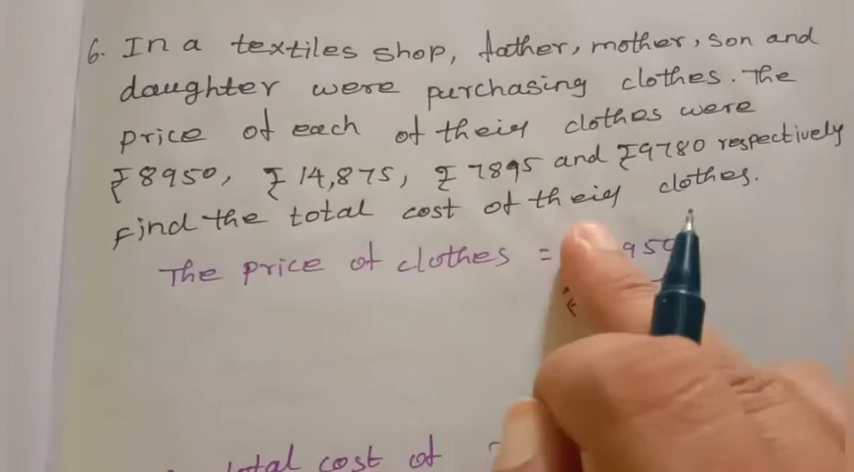 6. In a textiles shop, father, mother, son and
daughter were purchasing clothes. The
price of each of their clothes were
₹8950, ₹14,875, ₹7895 and ₹9780 respectively
Find the total cost of their clothes.
The price of clothes = 950
total cost of